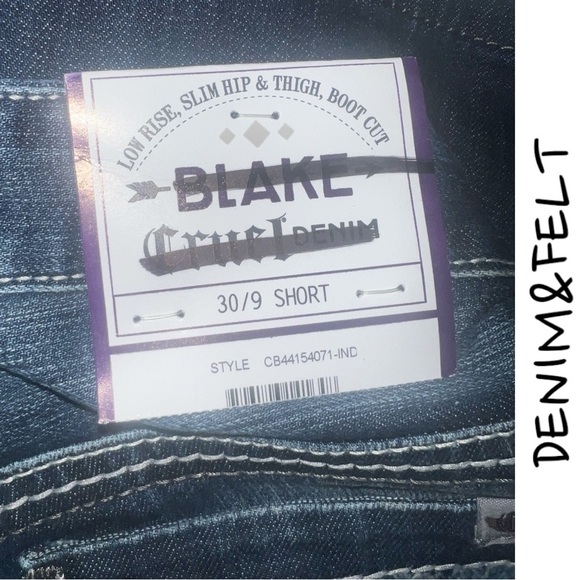 LOW RISE, SLIM HIP & THIGH, BOOT CUT
BLAKE
Cruel DENIM
30/9 SHORT
STYLE CB44154071-IND
DENIM&FELT